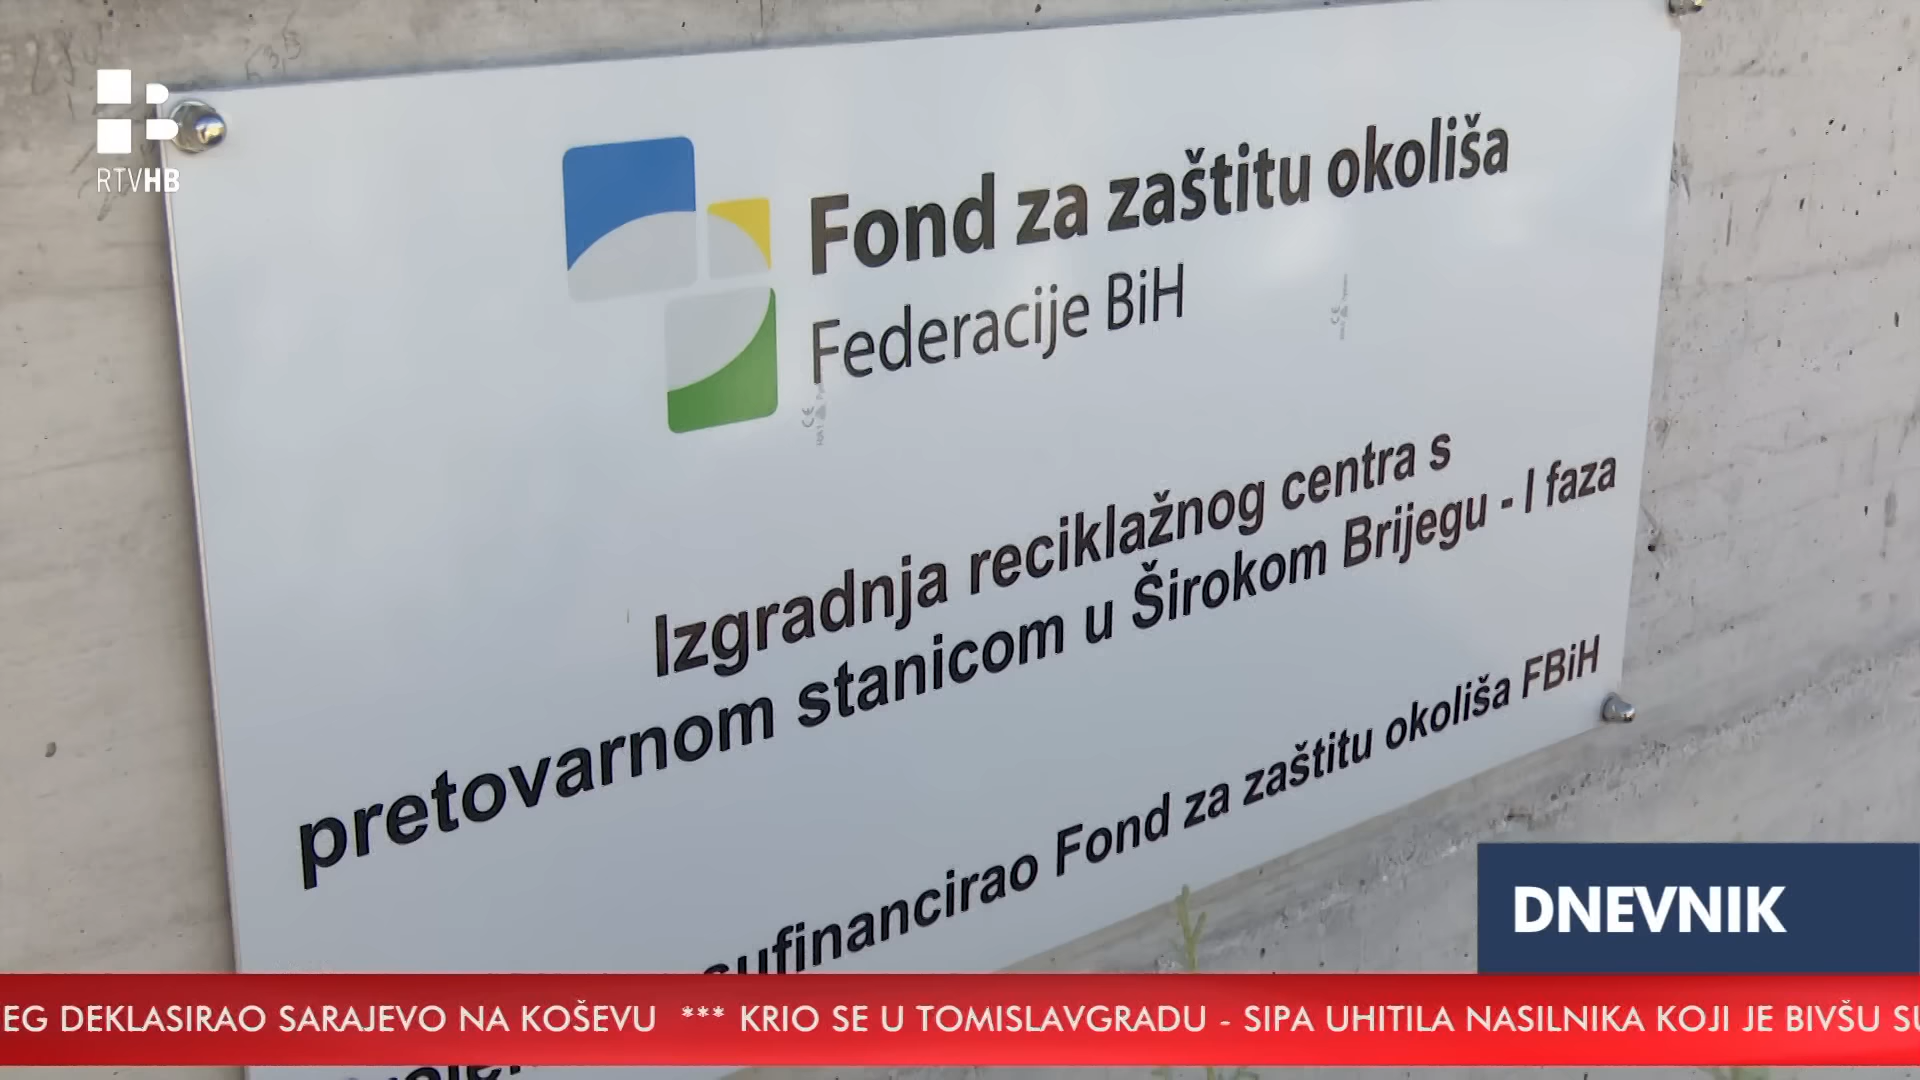 RTVHB
Fond za zaštitu okoliša
Federacije BiH
Izgradnja reciklažnog centra s
pretovarnom stanicom u Širokom Brijegu - I faza
sufinancirao Fond za zaštitu okoliša FBiH
DNEVNIK
EG DEKLASIRAO SARAJEVO NA KOŠEVU *** KRIO SE U TOMISLAVGRADU - SIPA UHITILA NASILNIKA KOJI JE BIVŠU SU